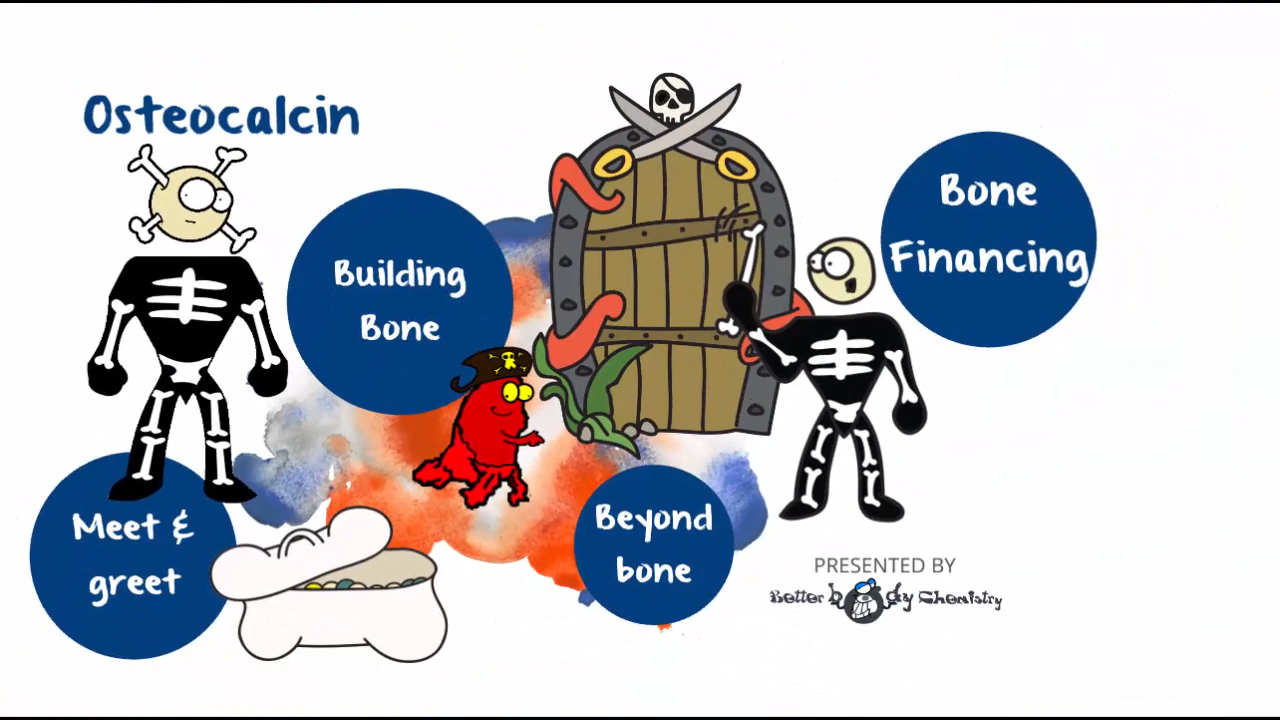 Osteocalcin
Building
Bone
Bone
Financing
Meet &
greet
Beyond
bone
PRESENTED BY
Better body Chemistry